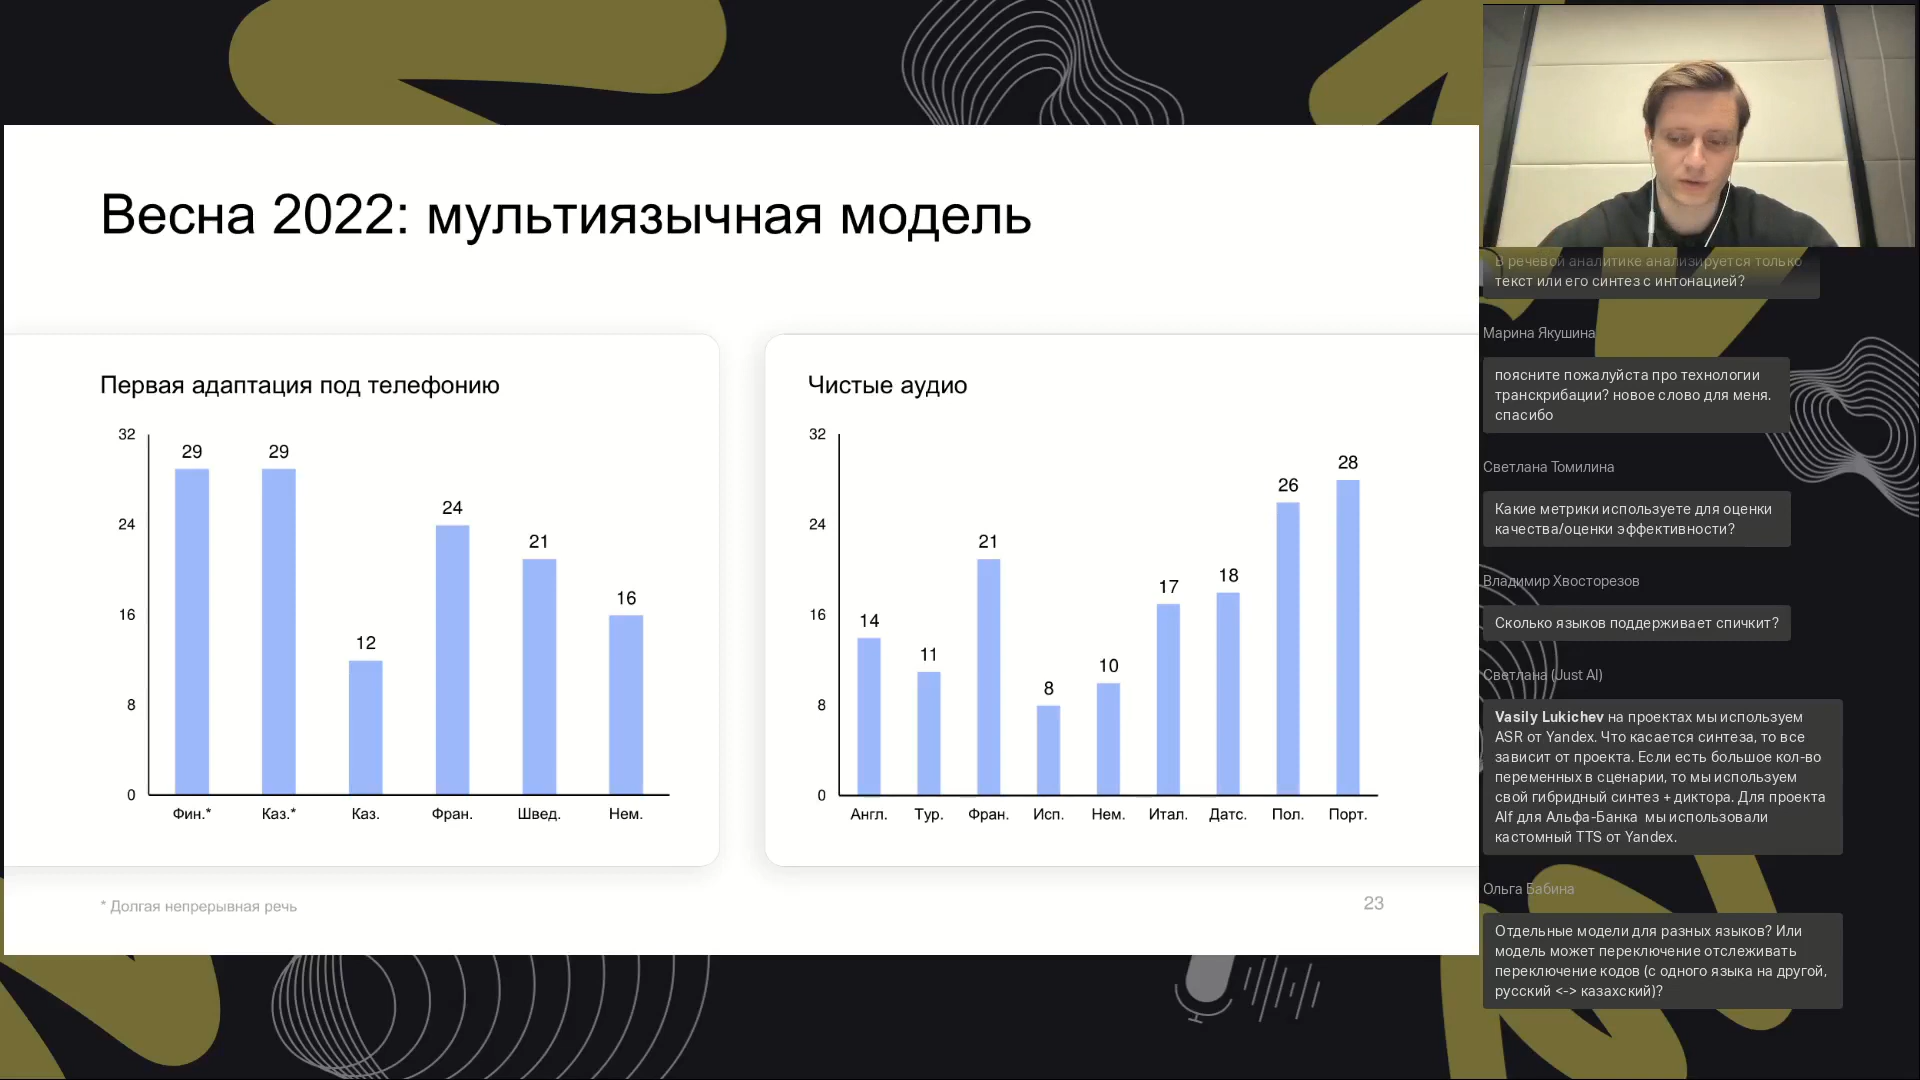 Весна 2022: мультиязычная модель
Первая адаптация под телефонию
32
24
16
8
0
29
29
12
24
21
16
Фин.*
Каз.*
Каз.
Фран.
Швед.
Нем.
Чистые аудио
32
24
16
8
0
14
11
21
8
10
17
18
26
28
Англ.
Тур.
Фран.
Исп.
Нем.
Итал.
Датс.
Пол.
Порт.
* Долгая непрерывная речь
23
В речевой аналитике анализируется только
текст или его синтез с интонацией?
Марина Якушина
поясните пожалуйста про технологии
транскрибации? новое слово для меня.
спасибо
Светлана Томилина
Какие метрики используете для оценки
качества/оценки эффективности?
Владимир Хвосторезов
Сколько языков поддерживает спичкит?
Светлана (Just AI)
Vasily Lukichev на проектах мы используем
ASR от Yandex. Что касается синтеза, то все
зависит от проекта. Если есть большое кол-во
переменных в сценарии, то мы используем
свой гибридный синтез + диктора. Для проекта
Alf для Альфа-Банка мы использовали
кастомный TTS от Yandex.
Ольга Бабина
Отдельные модели для разных языков? Или
модель может переключение отслеживать
переключение кодов (с одного языка на другой,
русский <-> казахский)?